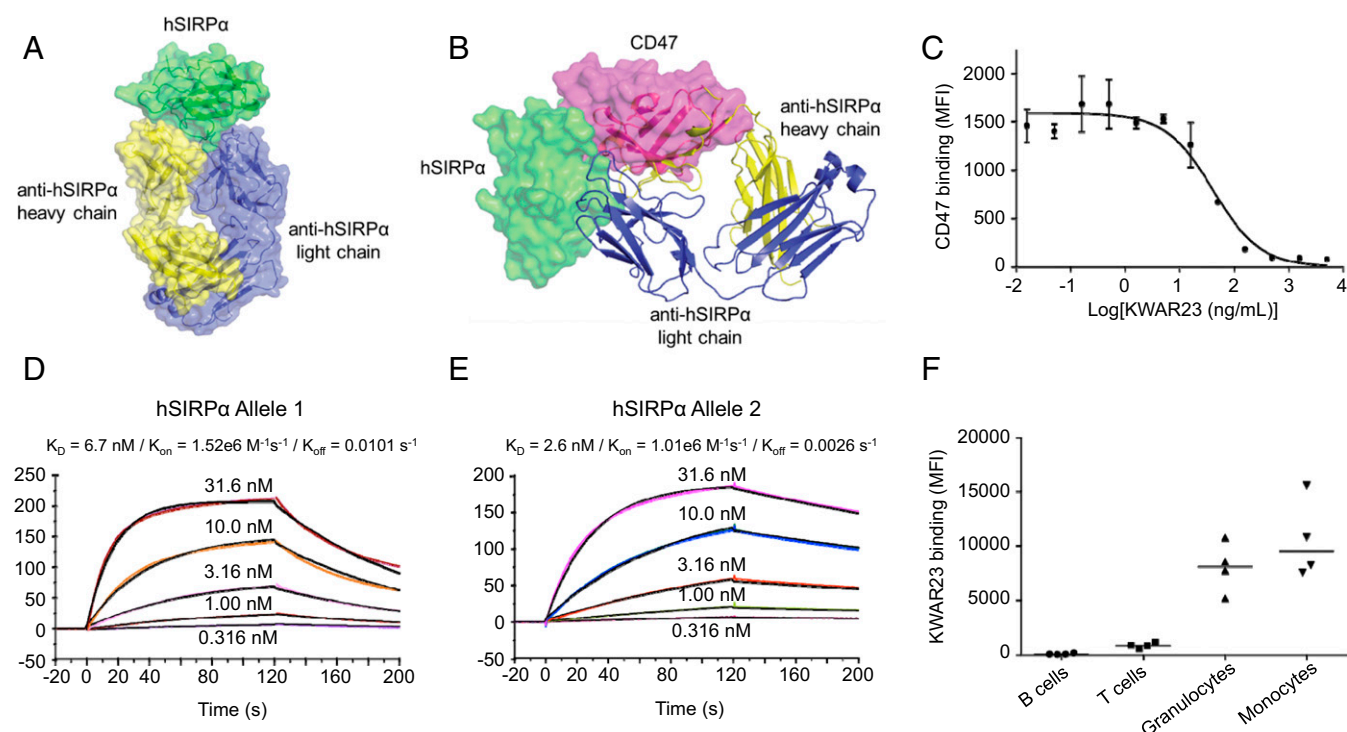 A
hSIRPα
anti-hSIRPα
heavy chain
anti-hSIRPα
light chain
B
CD47
hSIRPα
anti-hSIRPα
heavy chain
anti-hSIRPα
light chain
C
CD47 binding (MFI)
2000
1500
1000
500
0
-2 -1 0 1 2 3 4
Log[KWAR23 (ng/mL)]
D
hSIRPα Allele 1
K_D = 6.7 nM / K_on = 1.52e6 M⁻¹s⁻¹ / K_off = 0.0101 s⁻¹
250
200
150
100
50
0
-50
31.6 nM
10.0 nM
3.16 nM
1.00 nM
0.316 nM
-20 0 20 40 80 120 160 200
Time (s)
E
hSIRPα Allele 2
K_D = 2.6 nM / K_on = 1.01e6 M⁻¹s⁻¹ / K_off = 0.0026 s⁻¹
200
150
100
50
0
-50
31.6 nM
10.0 nM
3.16 nM
1.00 nM
0.316 nM
-20 0 20 40 80 120 160 200
Time (s)
F
KWAR23 binding (MFI)
20000
15000
10000
5000
0
B cells
T cells
Granulocytes
Monocytes